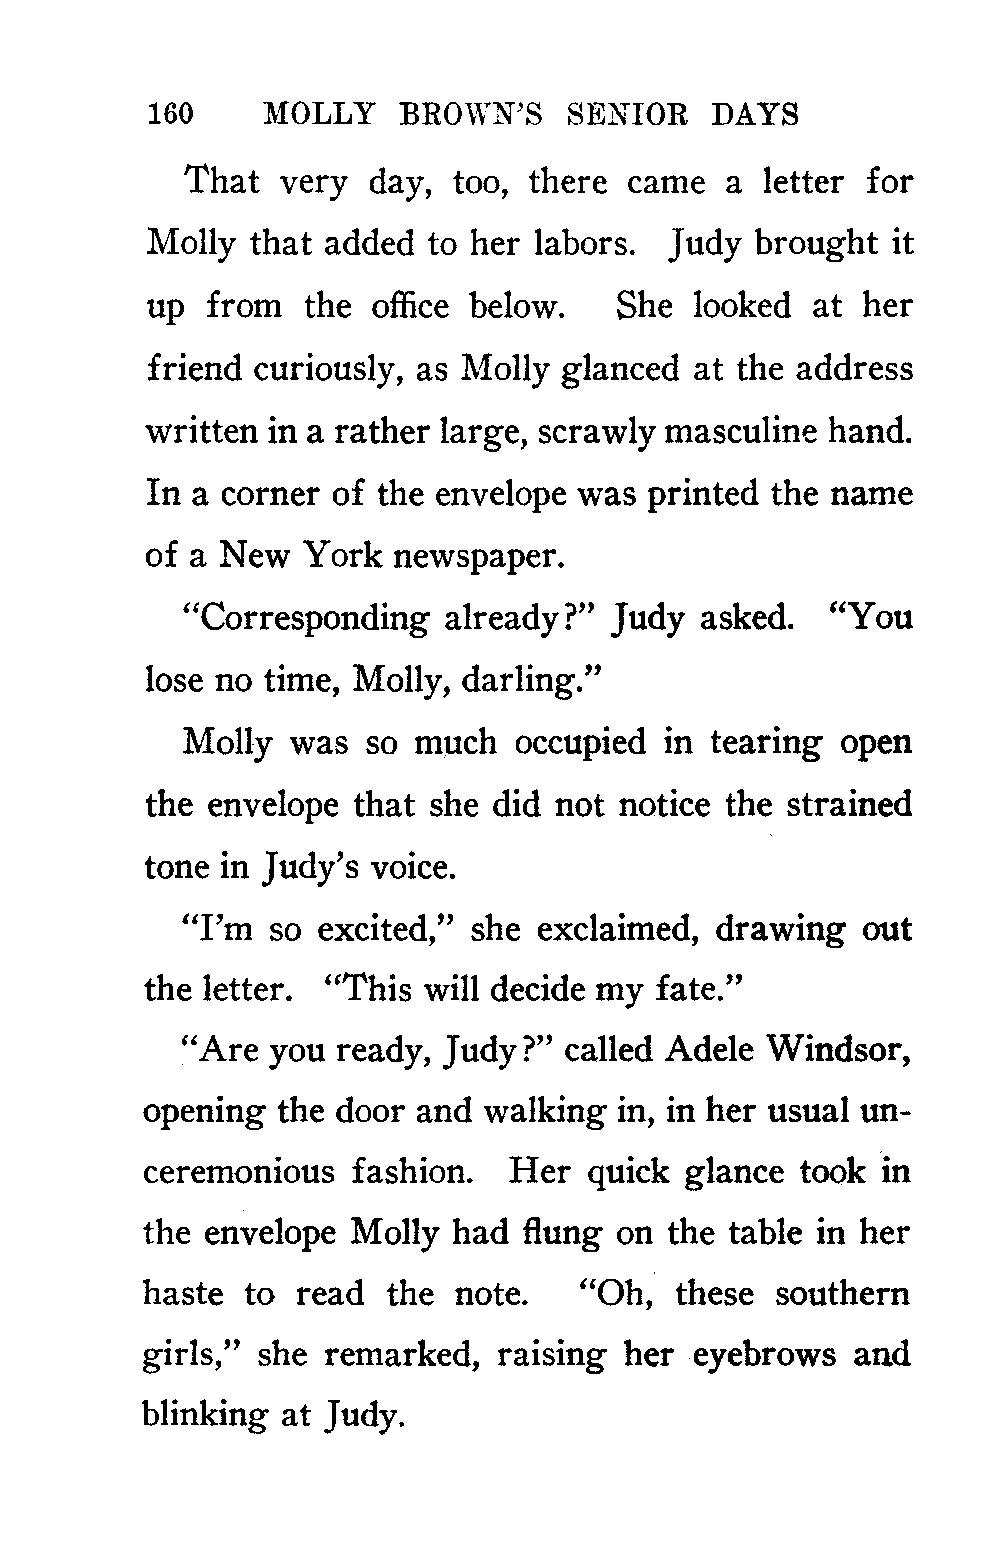 160 MOLLY BROWN'S SENIOR DAYS
That very day, too, there came a letter for
Molly that added to her labors. Judy brought it
up from the office below. She looked at her
friend curiously, as Molly glanced at the address
written in a rather large, scrawly masculine hand.
In a corner of the envelope was printed the name
of a New York newspaper.
"Corresponding already?" Judy asked. "You
lose no time, Molly, darling."
Molly was so much occupied in tearing open
the envelope that she did not notice the strained
tone in Judy's voice.
"I'm so excited," she exclaimed, drawing out
the letter. "This will decide my fate."
"Are you ready, Judy?" called Adele Windsor,
opening the door and walking in, in her usual un-
ceremonious fashion. Her quick glance took in
the envelope Molly had flung on the table in her
haste to read the note. "Oh, these southern
girls," she remarked, raising her eyebrows and
blinking at Judy.